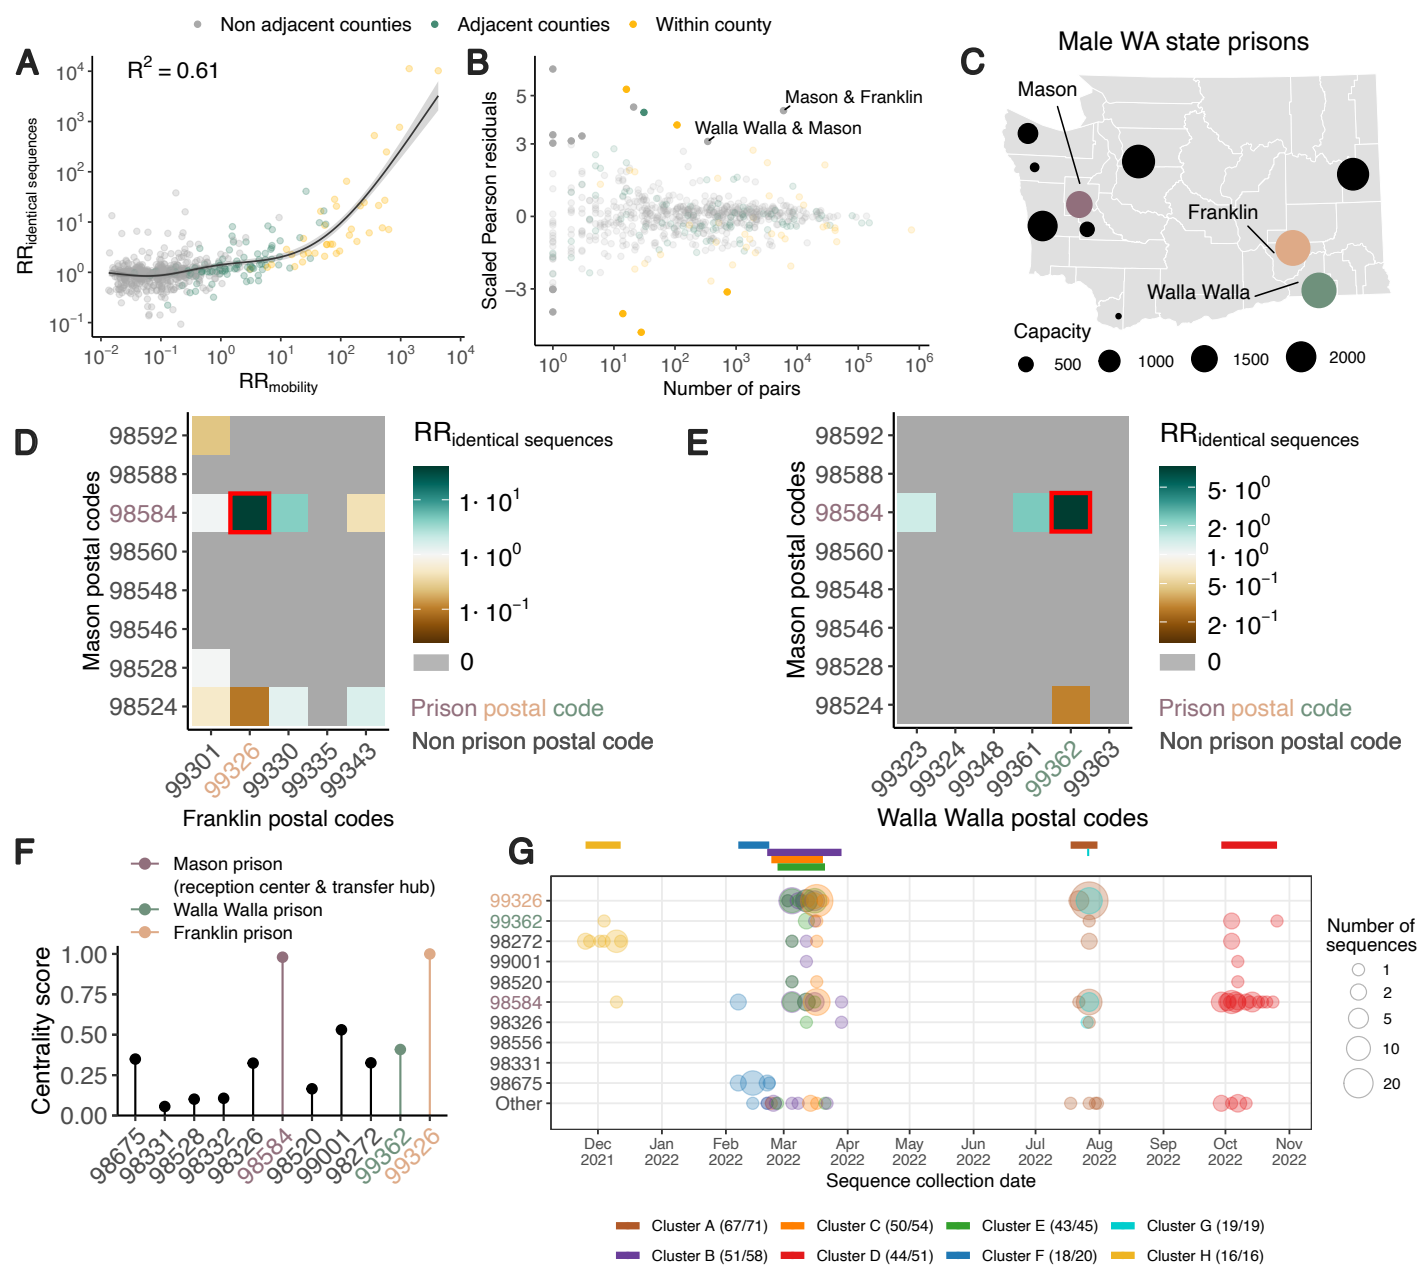 Non adjacent counties
Adjacent counties
Within county
A
R² = 0.61
RRidentical sequences
10⁴
10³
10²
10¹
10⁰
10⁻¹
10⁻²
10⁻¹
10⁰
10¹
10²
10³
10⁴
RRmobility
B
Scaled Pearson residuals
5
3
0
−3
Mason & Franklin
Walla Walla & Mason
10⁰
10¹
10²
10³
10⁴
10⁵
10⁶
Number of pairs
C
Male WA state prisons
Mason
Franklin
Walla Walla
Capacity
500
1000
1500
2000
D
Mason postal codes
98592
98588
98584
98560
98548
98546
98528
98524
99301
99326
99330
99335
99343
Franklin postal codes
RRidentical sequences
1· 10¹
1· 10⁰
1· 10⁻¹
0
Prison postal code
Non prison postal code
E
Mason postal codes
98592
98588
98584
98560
98548
98546
98528
98524
99323
99324
99348
99361
99362
99363
Walla Walla postal codes
RRidentical sequences
5· 10⁰
2· 10⁰
1· 10⁰
5· 10⁻¹
2· 10⁻¹
0
Prison postal code
Non prison postal code
F
Mason prison
(reception center & transfer hub)
Walla Walla prison
Franklin prison
Centrality score
1.00
0.75
0.50
0.25
0.00
98675
98331
98528
98332
98326
98584
98520
99001
98272
99362
99326
G
99326
99362
98272
99001
98520
98584
98326
98556
98331
98675
Other
Dec 2021
Jan 2022
Feb 2022
Mar 2022
Apr 2022
May 2022
Jun 2022
Jul 2022
Aug 2022
Sep 2022
Oct 2022
Nov 2022
Sequence collection date
Number of
sequences
1
2
5
10
20
Cluster A (67/71)
Cluster C (50/54)
Cluster E (43/45)
Cluster G (19/19)
Cluster B (51/58)
Cluster D (44/51)
Cluster F (18/20)
Cluster H (16/16)